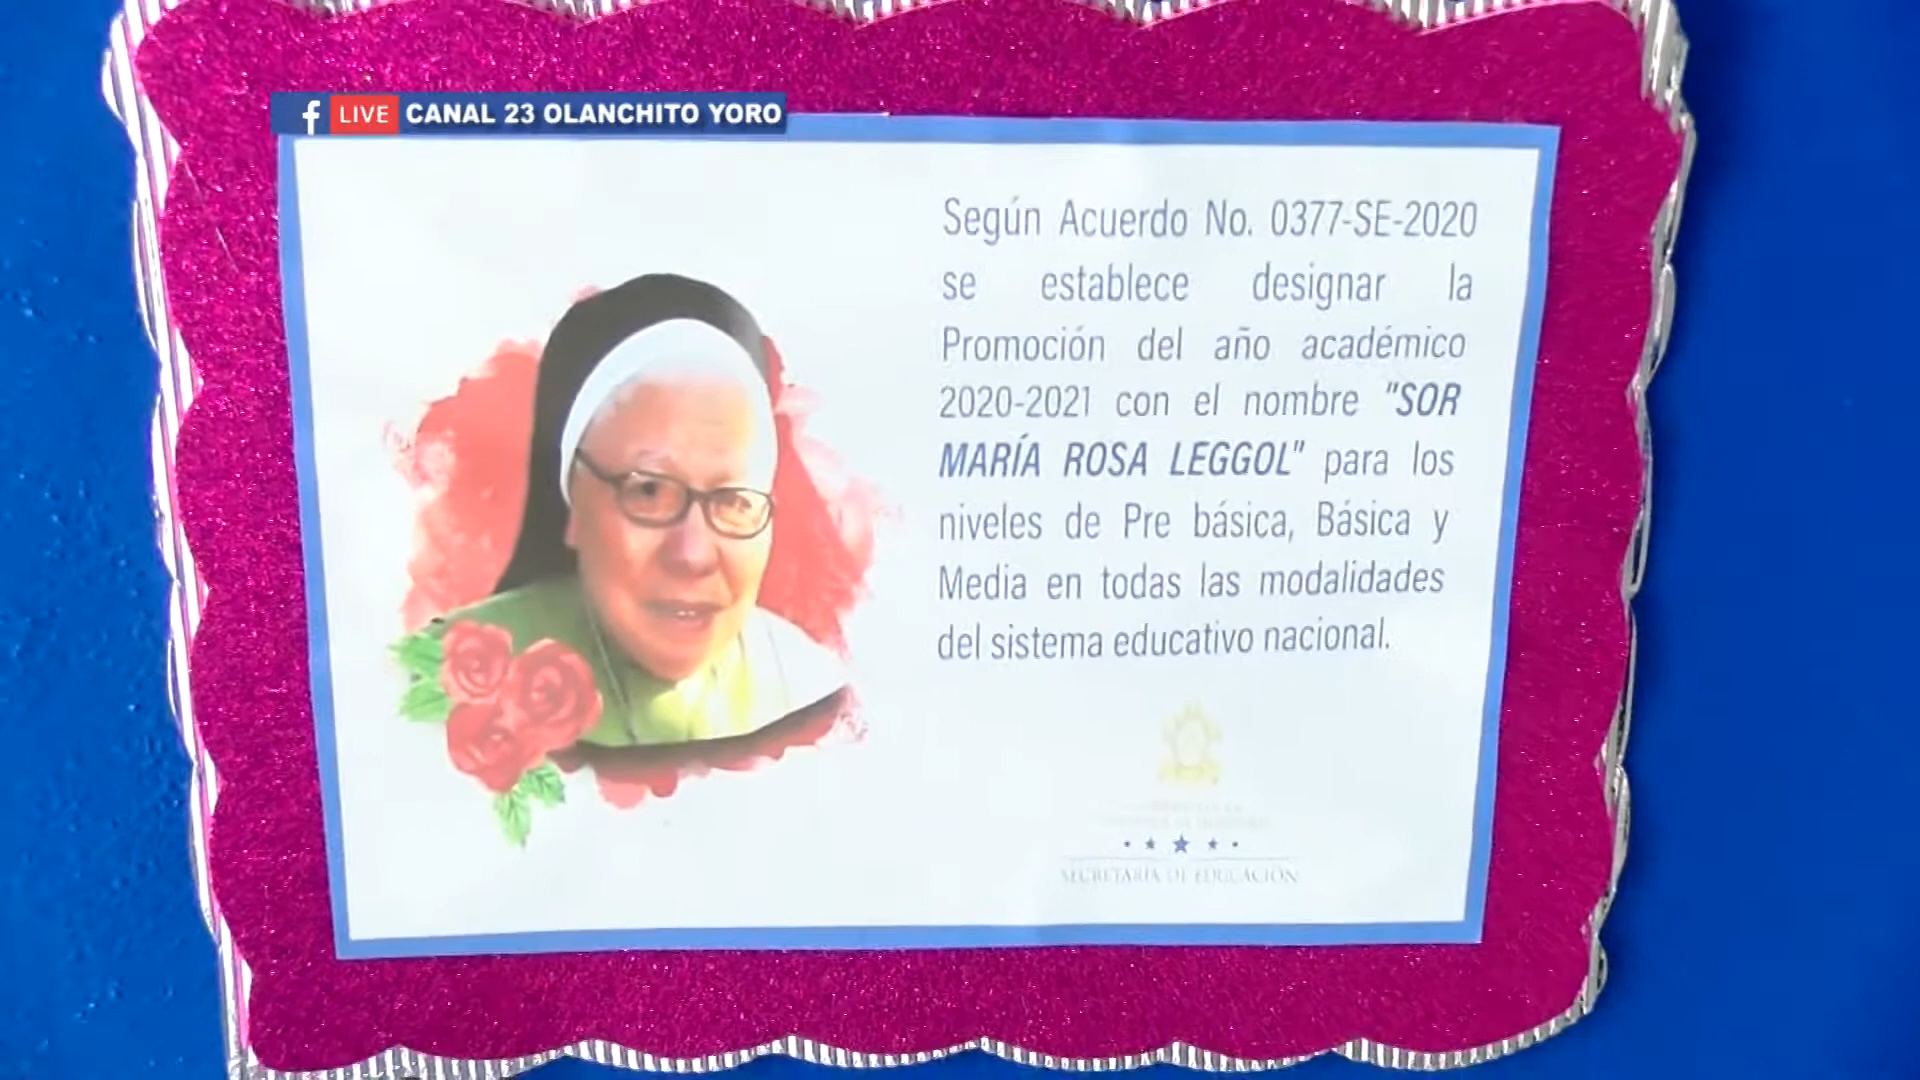 f LIVE CANAL 23 OLANCHITO YORO
Según Acuerdo No. 0377-SE-2020
se establece designar la
Promoción del año académico
2020-2021 con el nombre "SOR
MARÍA ROSA LEGGOL" para los
niveles de Pre básica, Básica y
Media en todas las modalidades
del sistema educativo nacional.
SECRETARÍA DE EDUCACIÓN